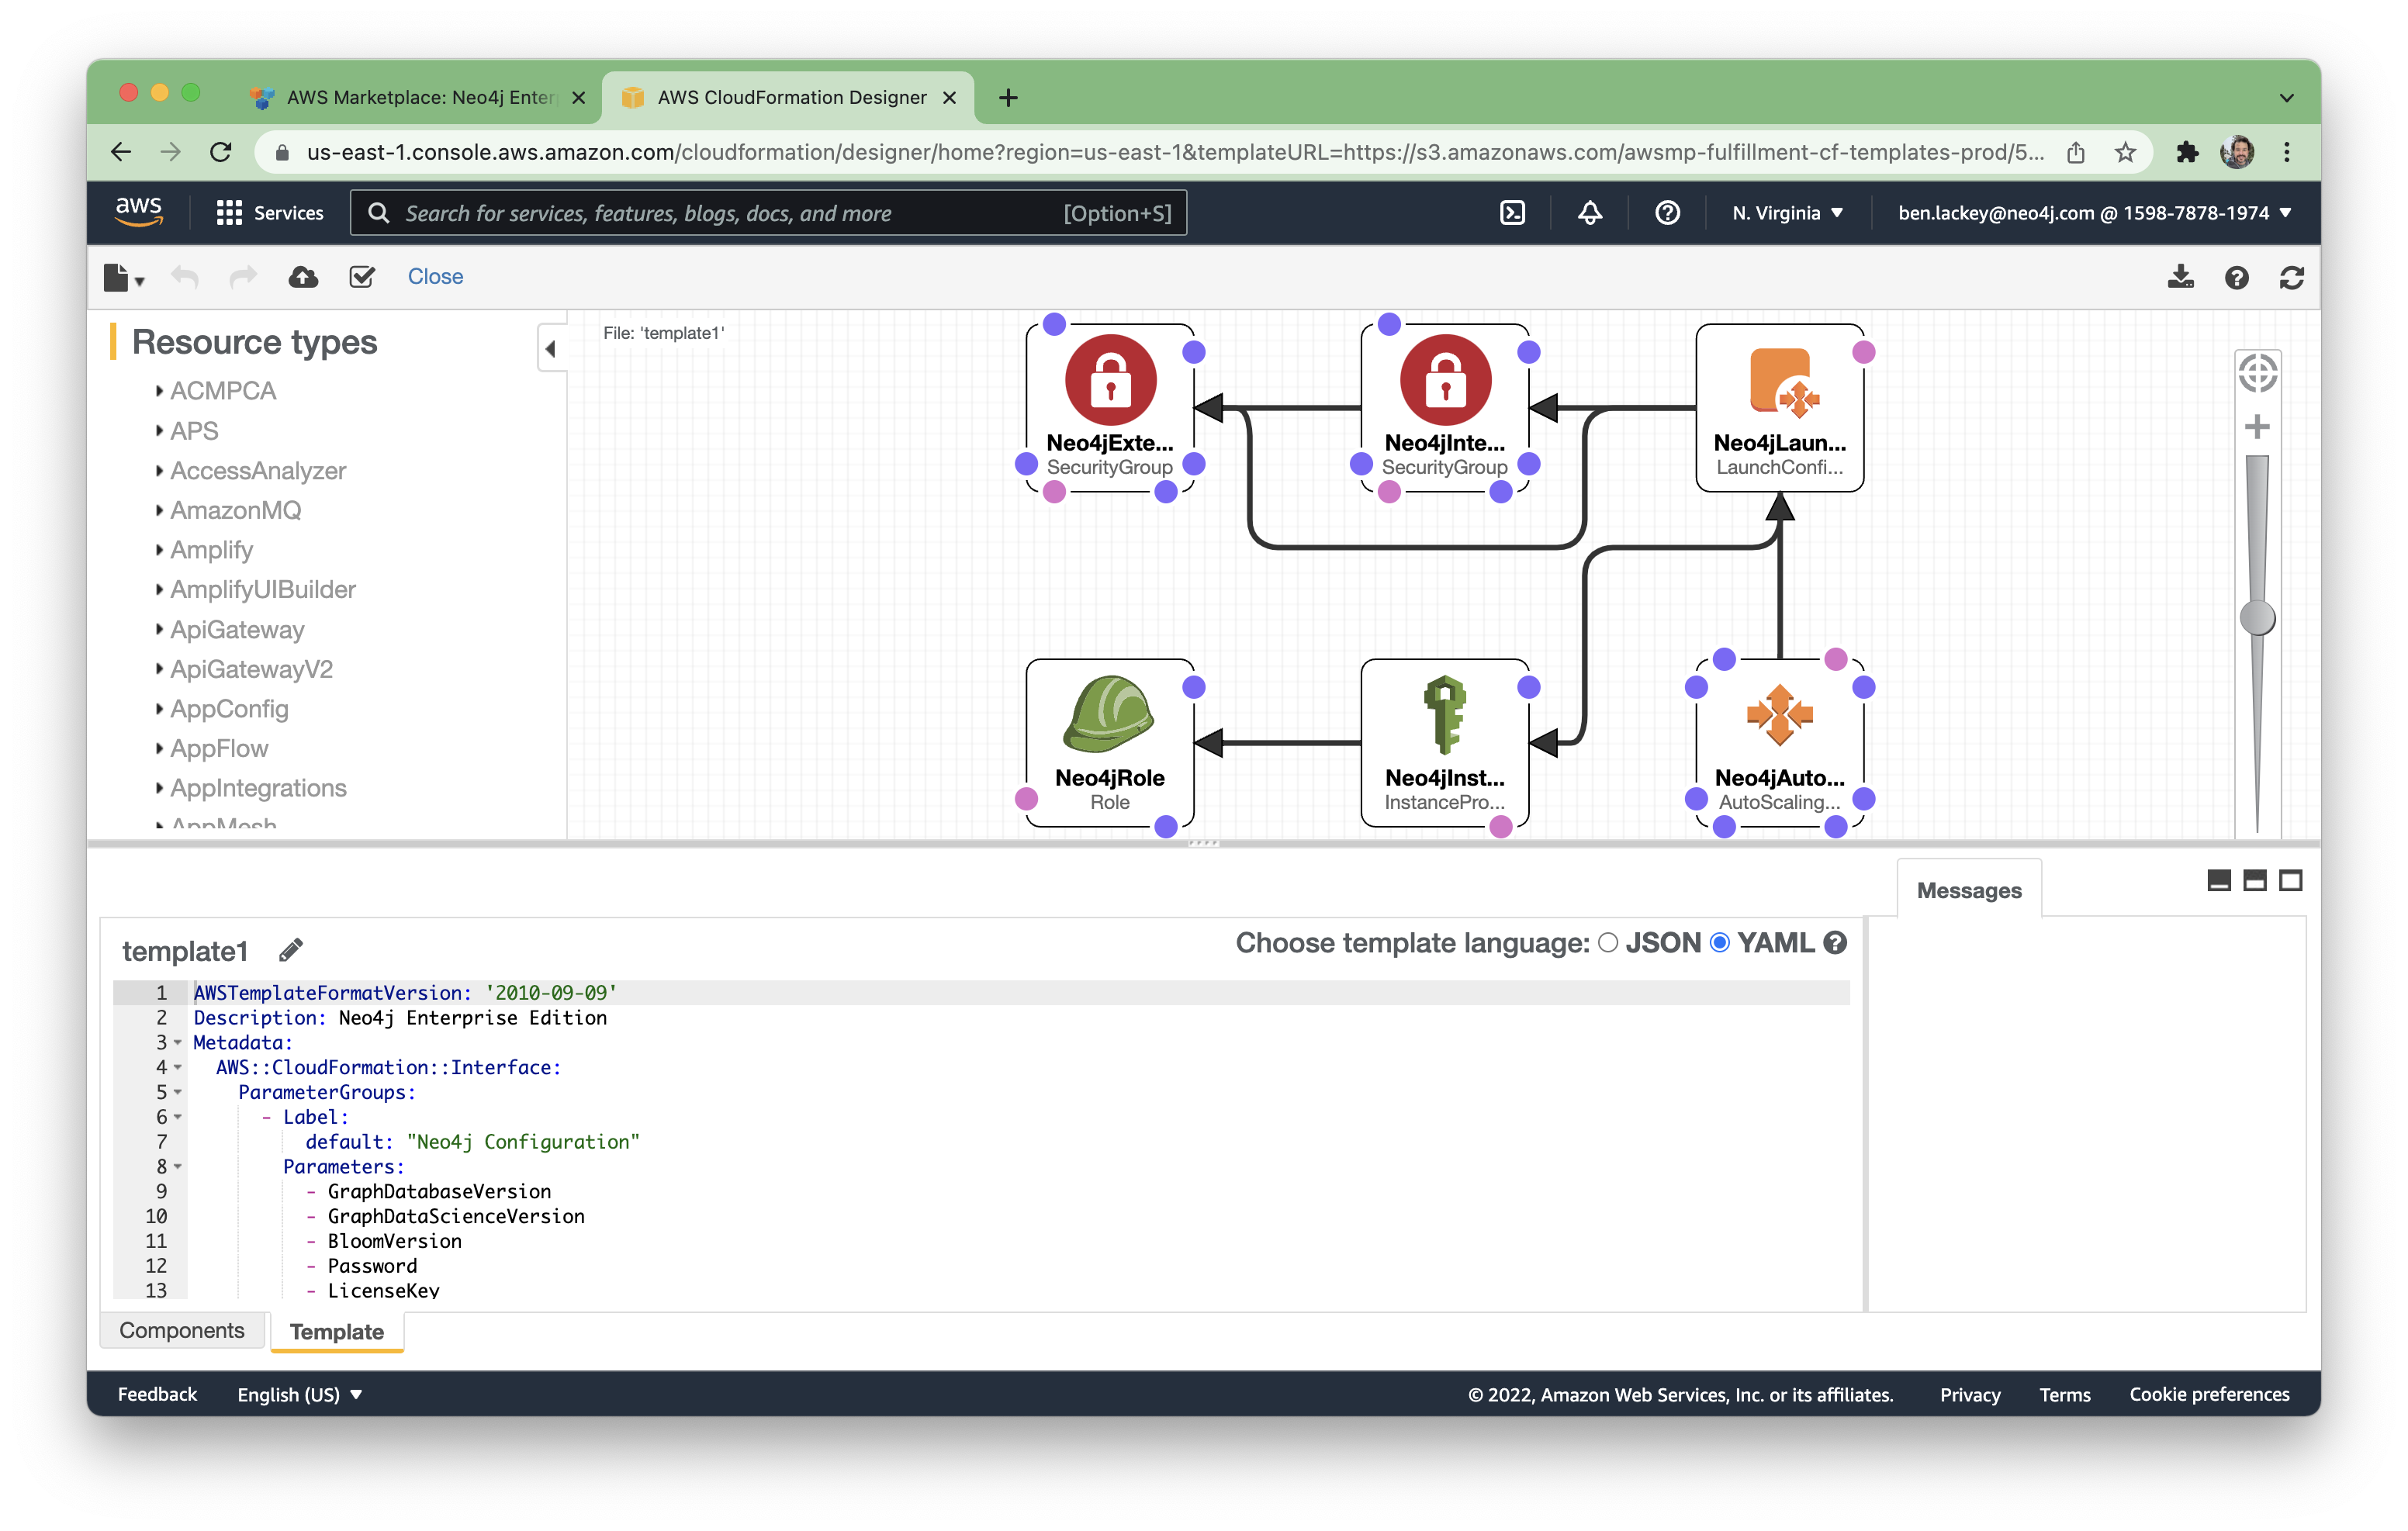 AWS Marketplace: Neo4j Enter
AWS CloudFormation Designer
us-east-1.console.aws.amazon.com/cloudformation/designer/home?region=us-east-1&templateURL=https://s3.amazonaws.com/awsmp-fulfillment-cf-templates-prod/5...
aws
Services
Search for services, features, blogs, docs, and more
[Option+S]
N. Virginia
ben.lackey@neo4j.com @ 1598-7878-1974
Close
Resource types
ACMPCA
APS
AccessAnalyzer
AmazonMQ
Amplify
AmplifyUIBuilder
ApiGateway
ApiGatewayV2
AppConfig
AppFlow
AppIntegrations
AppMesh
File: 'template1'
Neo4jExte...
SecurityGroup
Neo4jInte...
SecurityGroup
Neo4jLaun...
LaunchConfi...
Neo4jRole
Role
Neo4jInst...
InstancePro...
Neo4jAuto...
AutoScaling...
Messages
template1
Choose template language: JSON YAML
1 AWSTemplateFormatVersion: '2010-09-09'
2 Description: Neo4j Enterprise Edition
3 Metadata:
4 AWS::CloudFormation::Interface:
5 ParameterGroups:
6 - Label:
7 default: "Neo4j Configuration"
8 Parameters:
9 - GraphDatabaseVersion
10 - GraphDataScienceVersion
11 - BloomVersion
12 - Password
13 - LicenseKey
Components
Template
Feedback
English (US)
© 2022, Amazon Web Services, Inc. or its affiliates.
Privacy
Terms
Cookie preferences